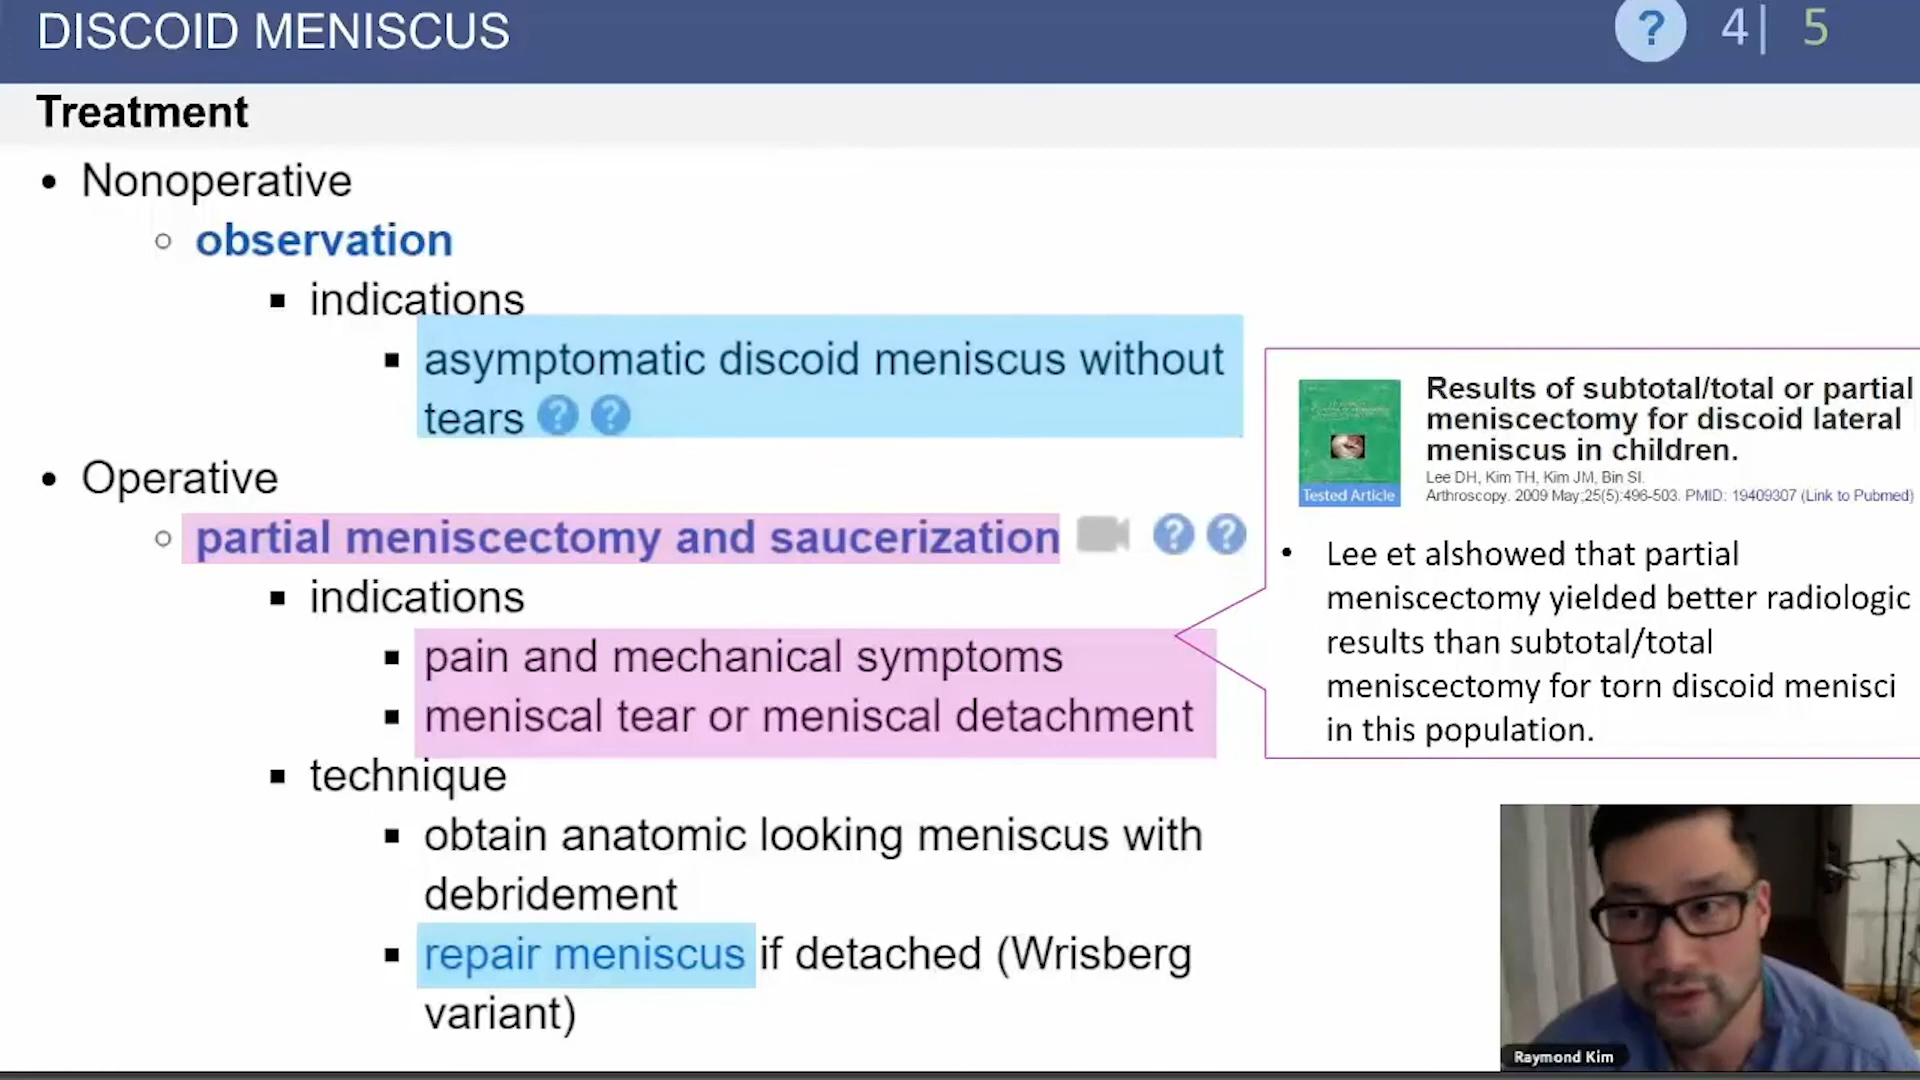 DISCOID MENISCUS
? 4| 5
Treatment
• Nonoperative
○ observation
▪ indications
▪ asymptomatic discoid meniscus without
tears ? ?
• Operative
○ partial meniscectomy and saucerization ? ?
▪ indications
▪ pain and mechanical symptoms
▪ meniscal tear or meniscal detachment
▪ technique
▪ obtain anatomic looking meniscus with
debridement
▪ repair meniscus if detached (Wrisberg
variant)
Results of subtotal/total or partial
meniscectomy for discoid lateral
meniscus in children.
Lee DH, Kim TH, Kim JM, Bin SI.
Arthroscopy. 2009 May;25(5):496-503. PMID: 19409307 (Link to Pubmed)
Tested Article
• Lee et alshowed that partial
meniscectomy yielded better radiologic
results than subtotal/total
meniscectomy for torn discoid menisci
in this population.
Raymond Kim